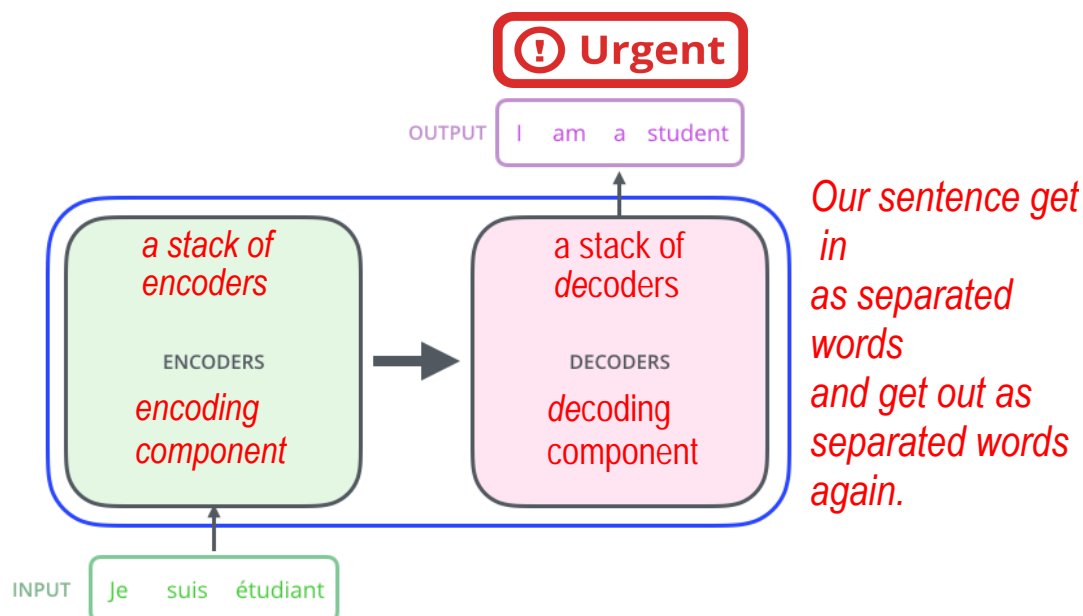 Urgent
OUTPUT I am a student
a stack of
encoders
ENCODERS
encoding
component
a stack of
decoders
DECODERS
decoding
component
Our sentence get
in
as separated
words
and get out as
separated words
again.
INPUT Je suis étudiant